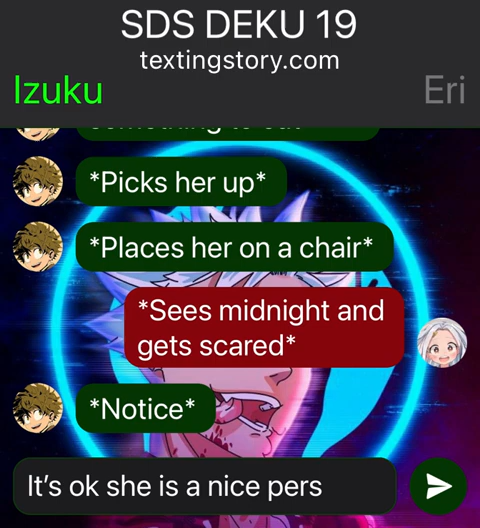 SDS DEKU 19
textingstory.com
Izuku
Eri
*Picks her up*
*Places her on a chair*
*Sees midnight and
gets scared*
*Notice*
It's ok she is a nice pers